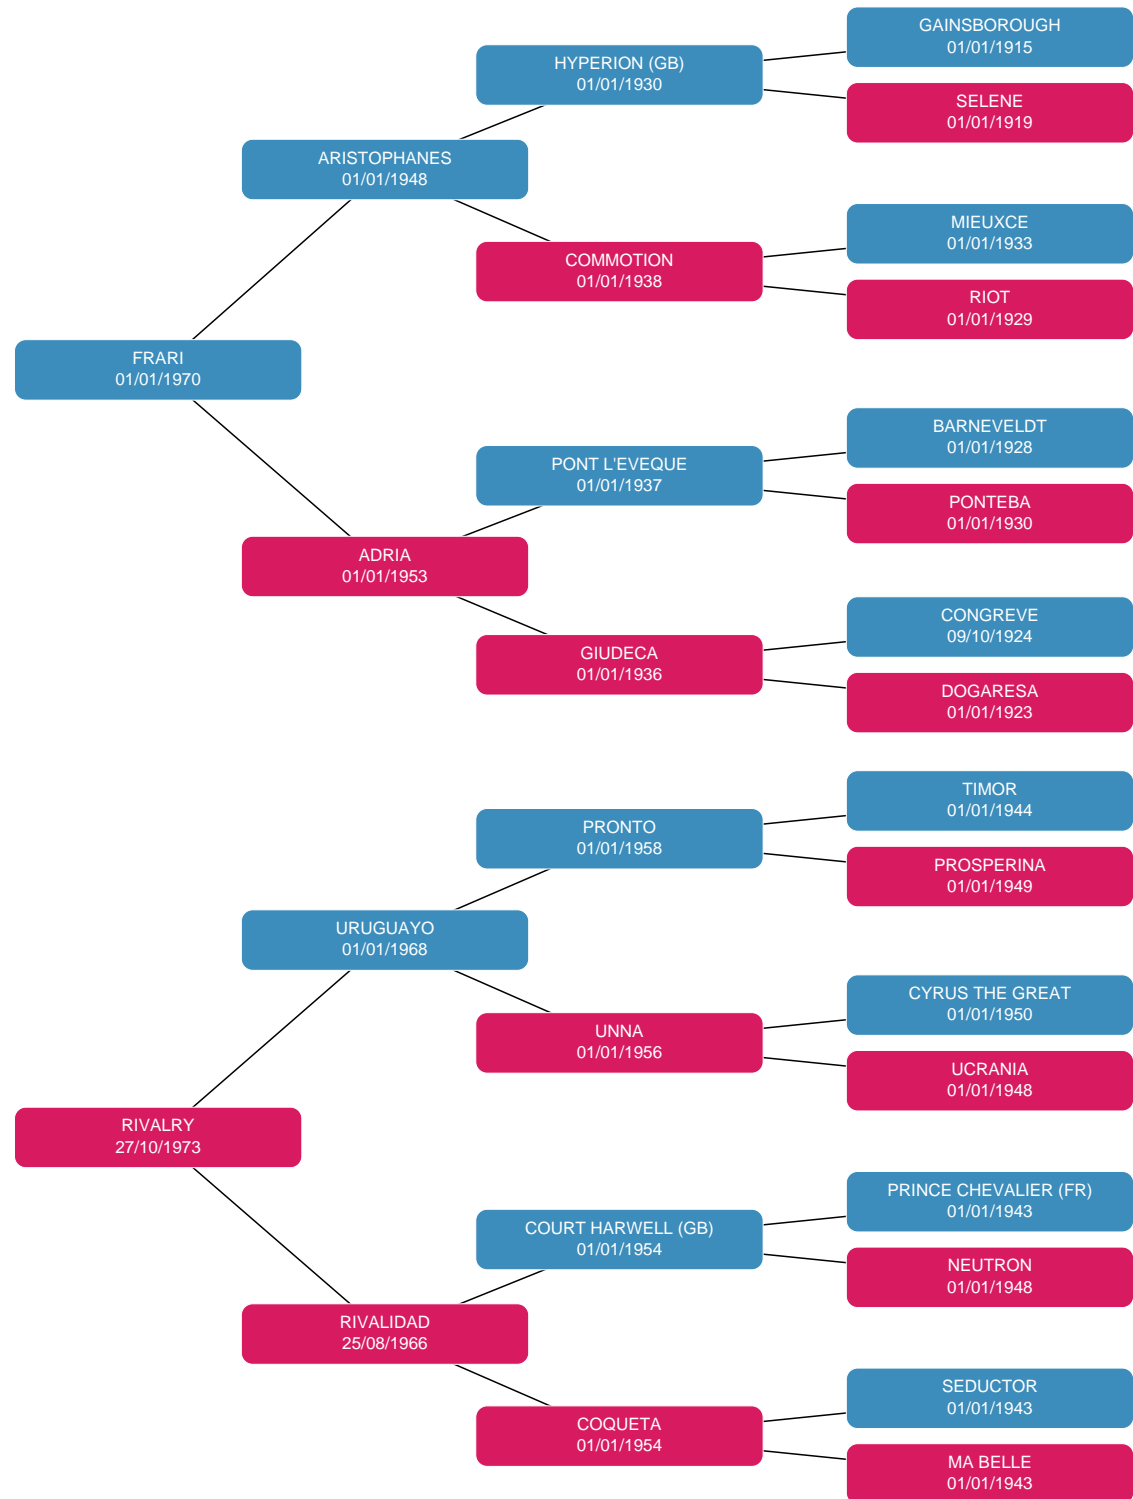 GAINSBOROUGH
01/01/1915
HYPERION (GB)
01/01/1930
SELENE
01/01/1919
ARISTOPHANES
01/01/1948
MIEUXCE
01/01/1933
COMMOTION
01/01/1938
RIOT
01/01/1929
FRARI
01/01/1970
BARNEVELDT
01/01/1928
PONT L'EVEQUE
01/01/1937
PONTEBA
01/01/1930
ADRIA
01/01/1953
CONGREVE
09/10/1924
GIUDECA
01/01/1936
DOGARESA
01/01/1923
TIMOR
01/01/1944
PRONTO
01/01/1958
PROSPERINA
01/01/1949
URUGUAYO
01/01/1968
CYRUS THE GREAT
01/01/1950
UNNA
01/01/1956
UCRANIA
01/01/1948
RIVALRY
27/10/1973
PRINCE CHEVALIER (FR)
01/01/1943
COURT HARWELL (GB)
01/01/1954
NEUTRON
01/01/1948
RIVALIDAD
25/08/1966
SEDUCTOR
01/01/1943
COQUETA
01/01/1954
MA BELLE
01/01/1943